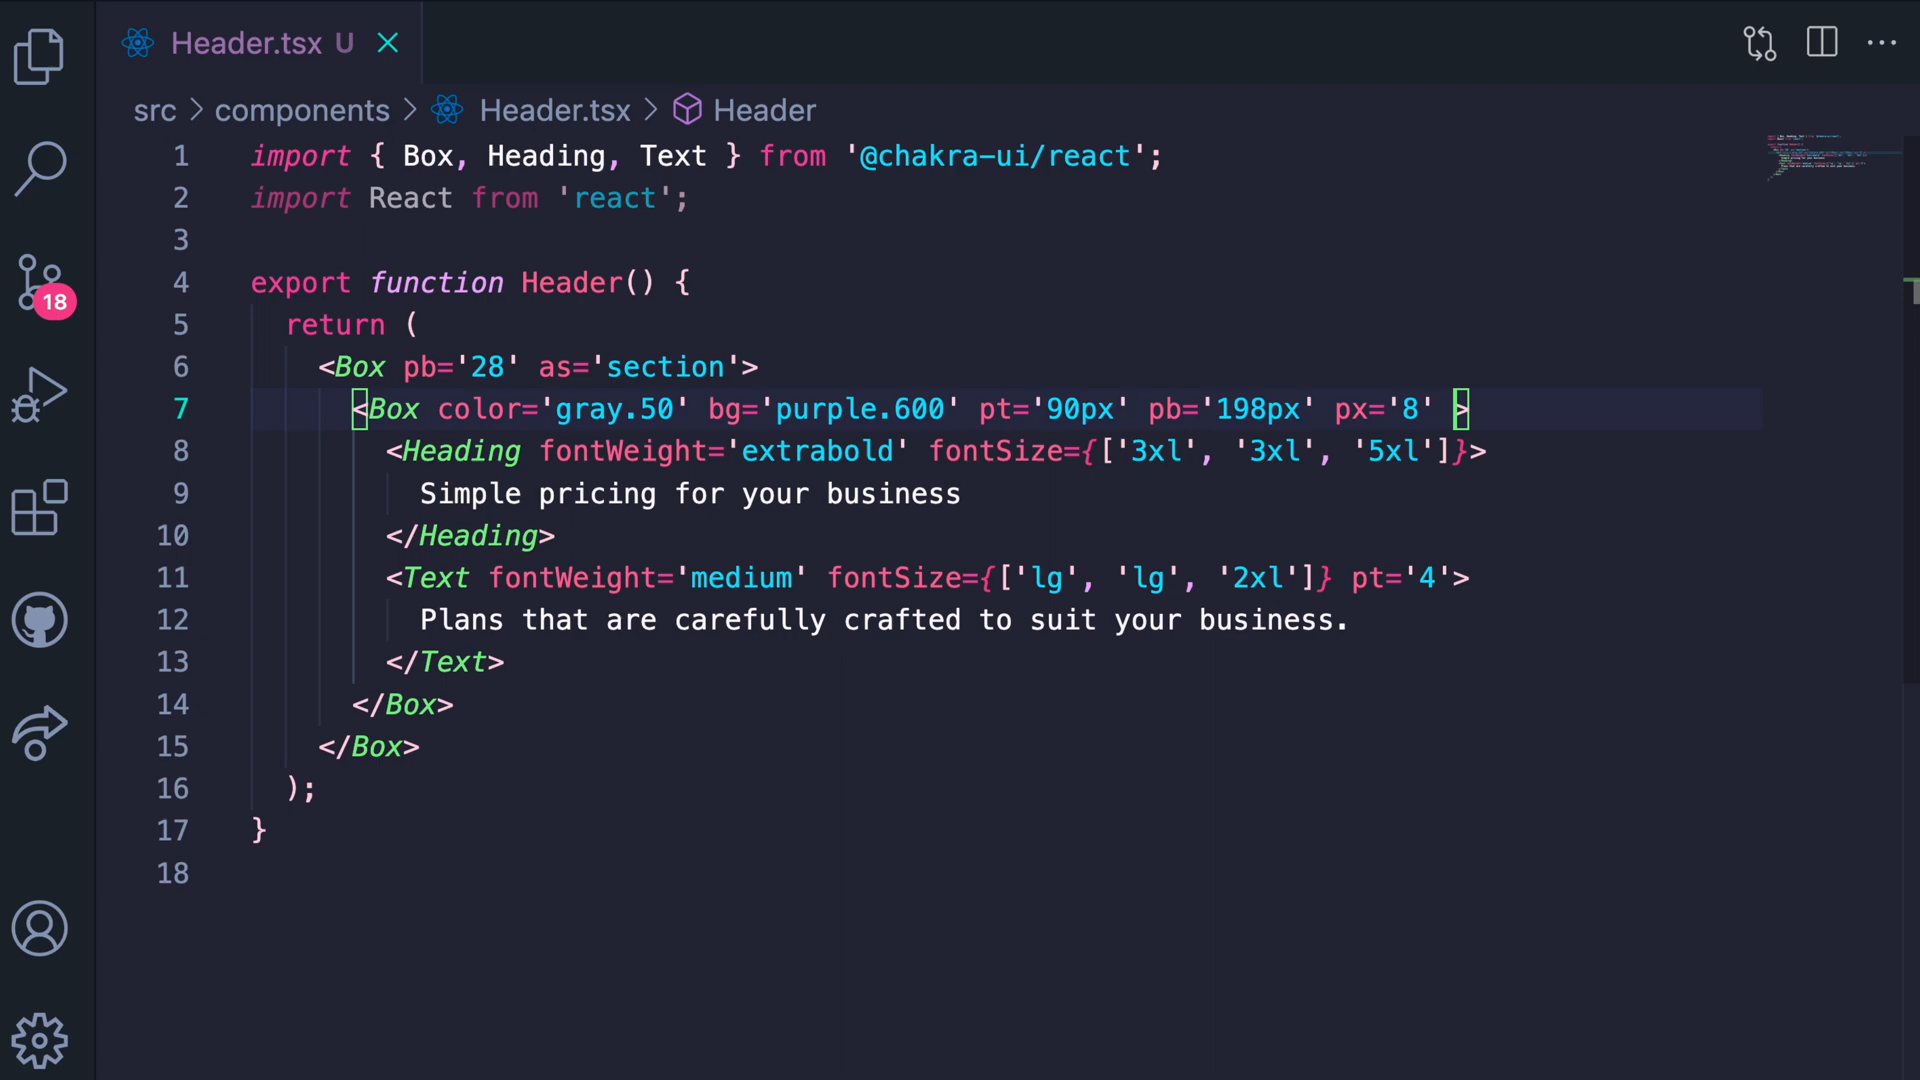 Header.tsx U
src > components > Header.tsx > Header
1 import { Box, Heading, Text } from '@chakra-ui/react';
2 import React from 'react';
3
4 export function Header() {
5   return (
6     <Box pb='28' as='section'>
7       <Box color='gray.50' bg='purple.600' pt='90px' pb='198px' px='8' >
8         <Heading fontWeight='extrabold' fontSize={['3xl', '3xl', '5xl']}>
9           Simple pricing for your business
10         </Heading>
11         <Text fontWeight='medium' fontSize={['lg', 'lg', '2xl']} pt='4'>
12           Plans that are carefully crafted to suit your business.
13         </Text>
14       </Box>
15     </Box>
16   );
17 }
18
18